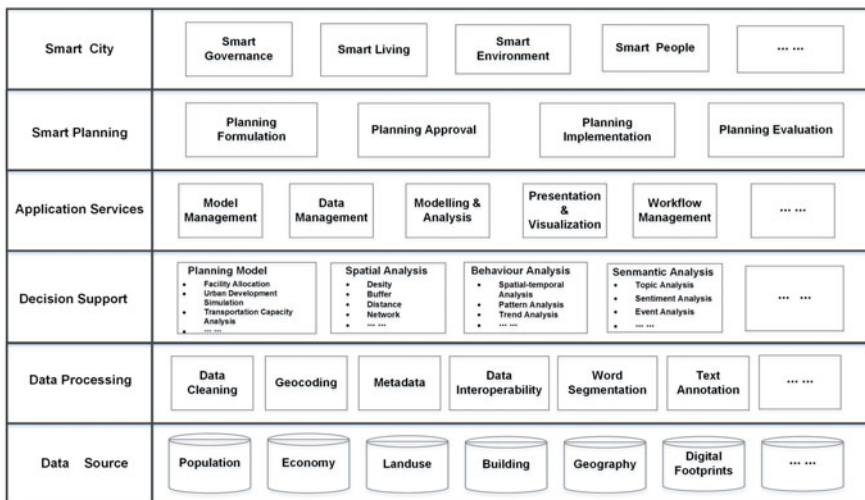 Smart City
Smart
Governance
Smart Living
Smart
Environment
Smart People
... ...
Smart Planning
Planning
Formulation
Planning Approval
Planning
Implementation
Planning Evaluation
Application Services
Model
Management
Data
Management
Modelling &
Analysis
Presentation
&
Visualization
Workflow
Management
... ...
Decision Support
Planning Model
• Facility Allocation
• Urban Development
Simulation
• Transportation Capacity
Analysis
• ... ...
Spatial Analysis
• Desity
• Buffer
• Distance
• Network
• ... ...
Behaviour Analysis
• Spatial-temporal
Analysis
• Pattern Analysis
• Trend Analysis
• ... ...
Senmantic Analysis
• Topic Analysis
• Sentiment Analysis
• Event Analysis
• ... ...
... ...
Data Processing
Data
Cleaning
Geocoding
Metadata
Data
Interoperability
Word
Segmentation
Text
Annotation
... ...
Data Source
Population
Economy
Landuse
Building
Geography
Digital
Footprints
... ...